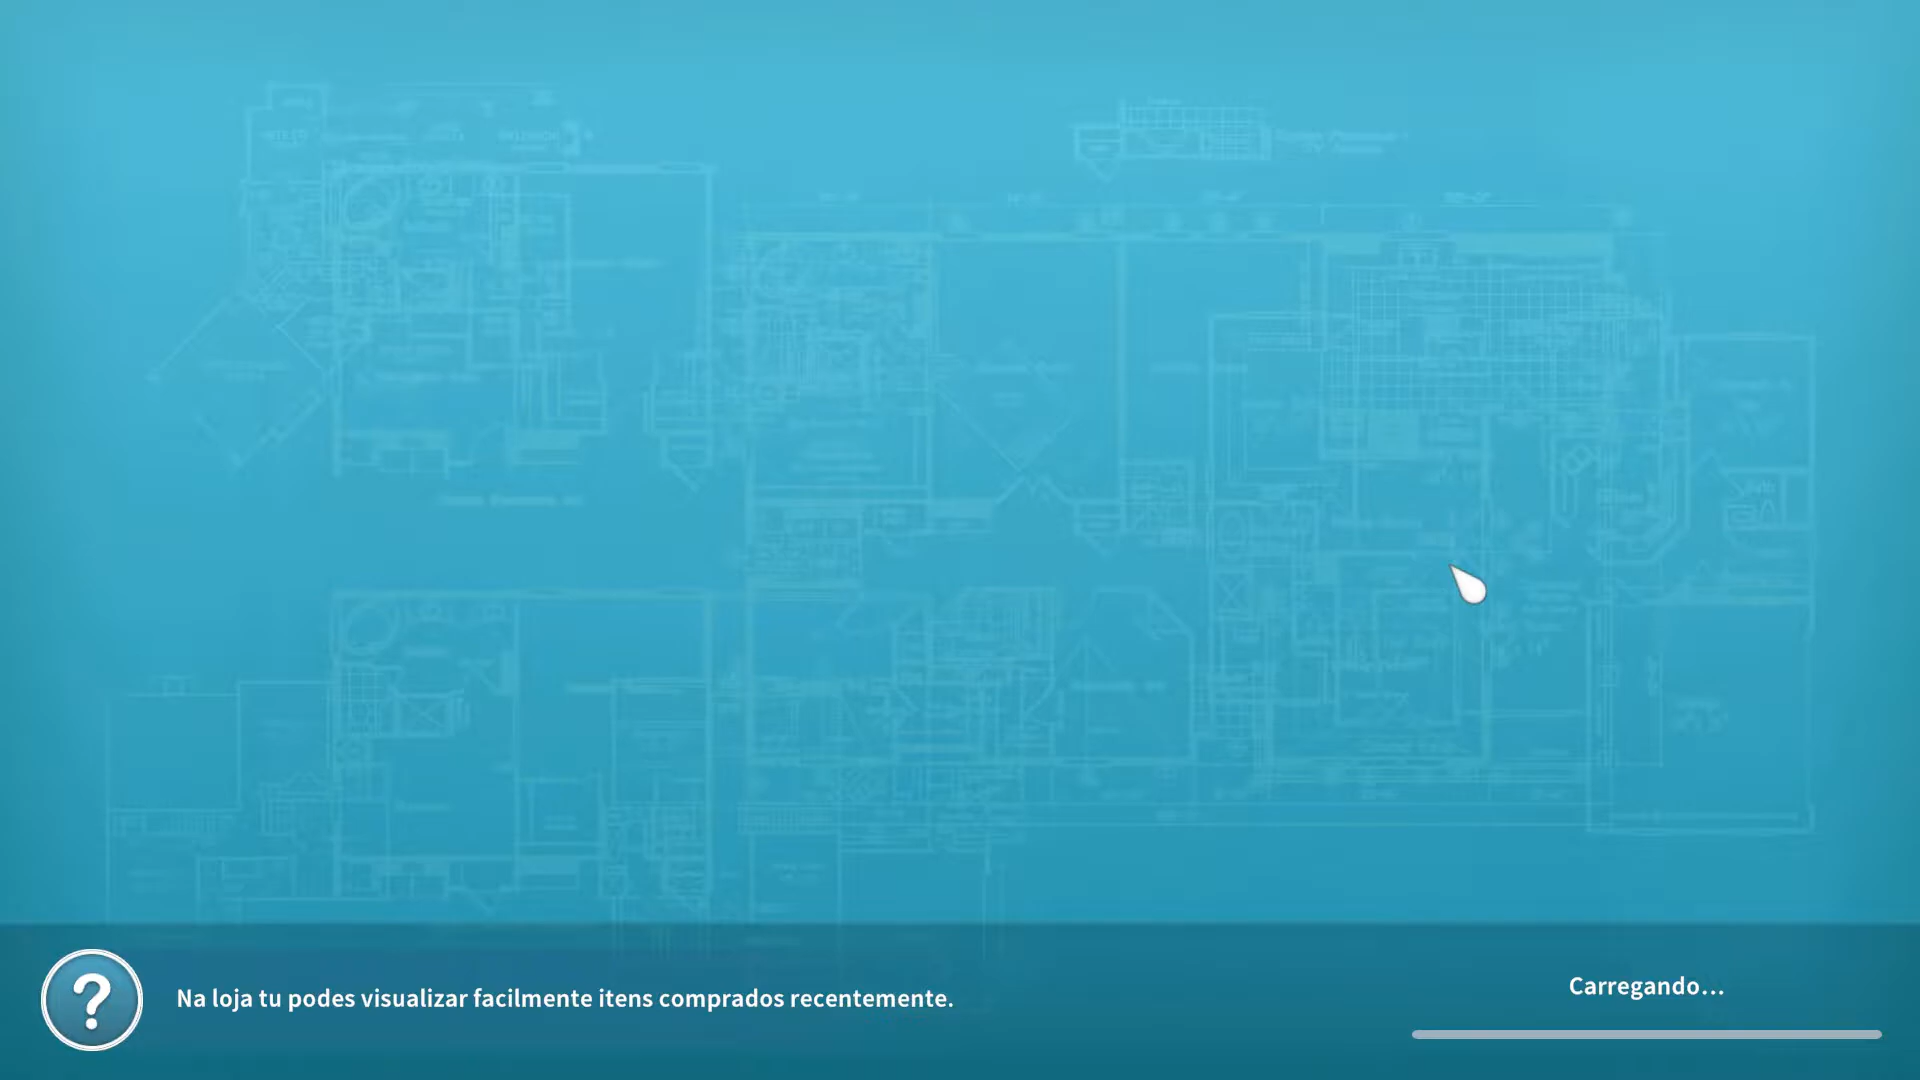 Na loja tu podes visualizar facilmente itens comprados recentemente.
Carregando...